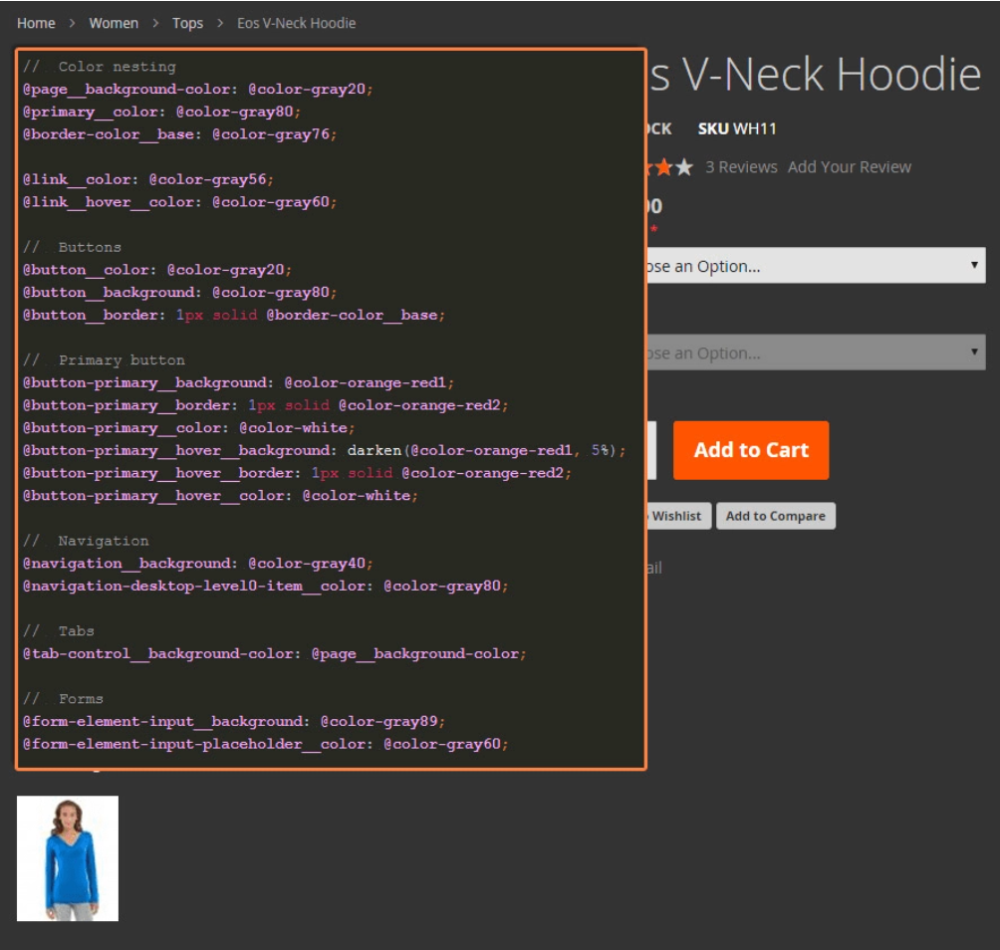 Home > Women > Tops > Eos V-Neck Hoodie
// Color nesting
@page__background-color: @color-gray20;
@primary__color: @color-gray80;
@border-color__base: @color-gray76;
@link__color: @color-gray56;
@link__hover__color: @color-gray60;
// Buttons
@button__color: @color-gray20;
@button__background: @color-gray80;
@button__border: 1px solid @border-color__base;
// Primary button
@button-primary__background: @color-orange-red1;
@button-primary__border: 1px solid @color-orange-red2;
@button-primary__color: @color-white;
@button-primary__hover__background: darken(@color-orange-red1, 5%);
@button-primary__hover__border: 1px solid @color-orange-red2;
@button-primary__hover__color: @color-white;
// Navigation
@navigation__background: @color-gray40;
@navigation-desktop-level0-item__color: @color-gray80;
// Tabs
@tab-control__background-color: @page__background-color;
// Forms
@form-element-input__background: @color-gray89;
@form-element-input-placeholder__color: @color-gray60;
s V-Neck Hoodie
CK SKU WH11
3 Reviews Add Your Review
00
*
ose an Option...
ose an Option...
Add to Cart
Wishlist Add to Compare
ail